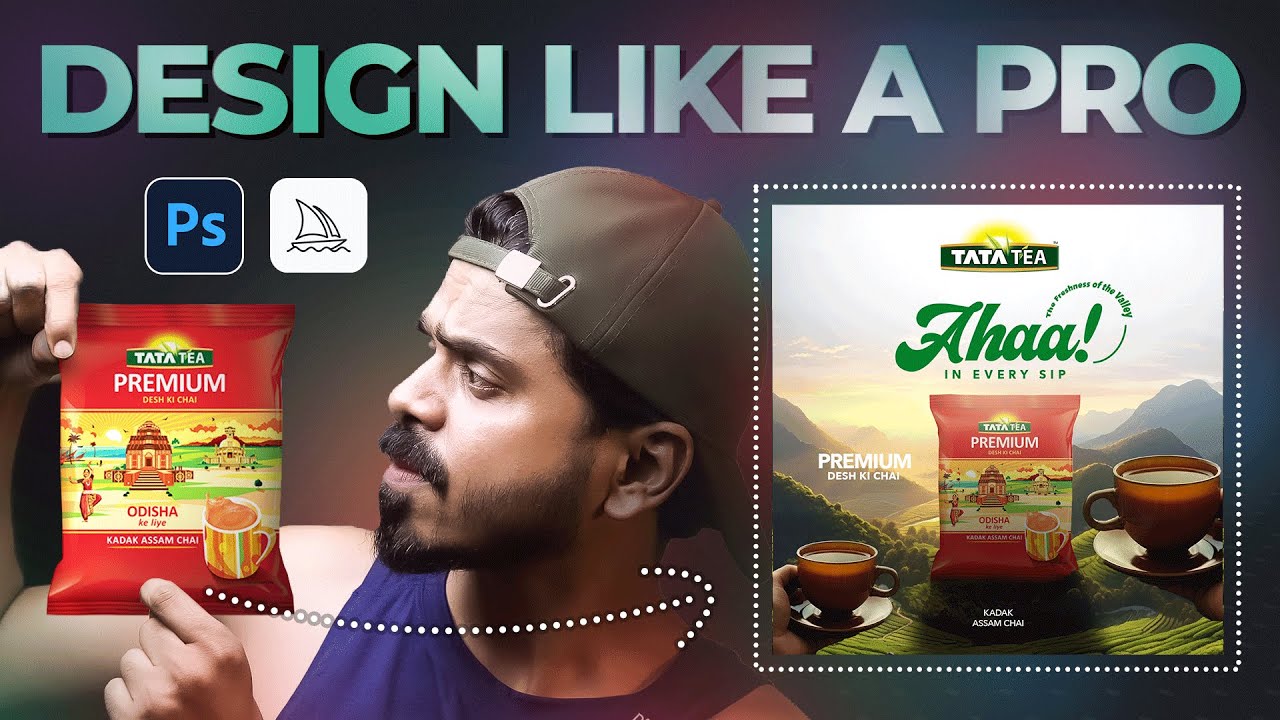 DESIGN LIKE A PRO
Ps
TATA TEA
PREMIUM
DESH KI CHAI
ODISHA
ke liye
KADAK ASSAM CHAI
TATA TEA
The Freshness of the Valley
Ahaa!
IN EVERY SIP
PREMIUM
DESH KI CHAI
TATA TEA
PREMIUM
DESH KI CHAI
ODISHA
ke liye
KADAK ASSAM CHAI
KADAK
ASSAM CHAI